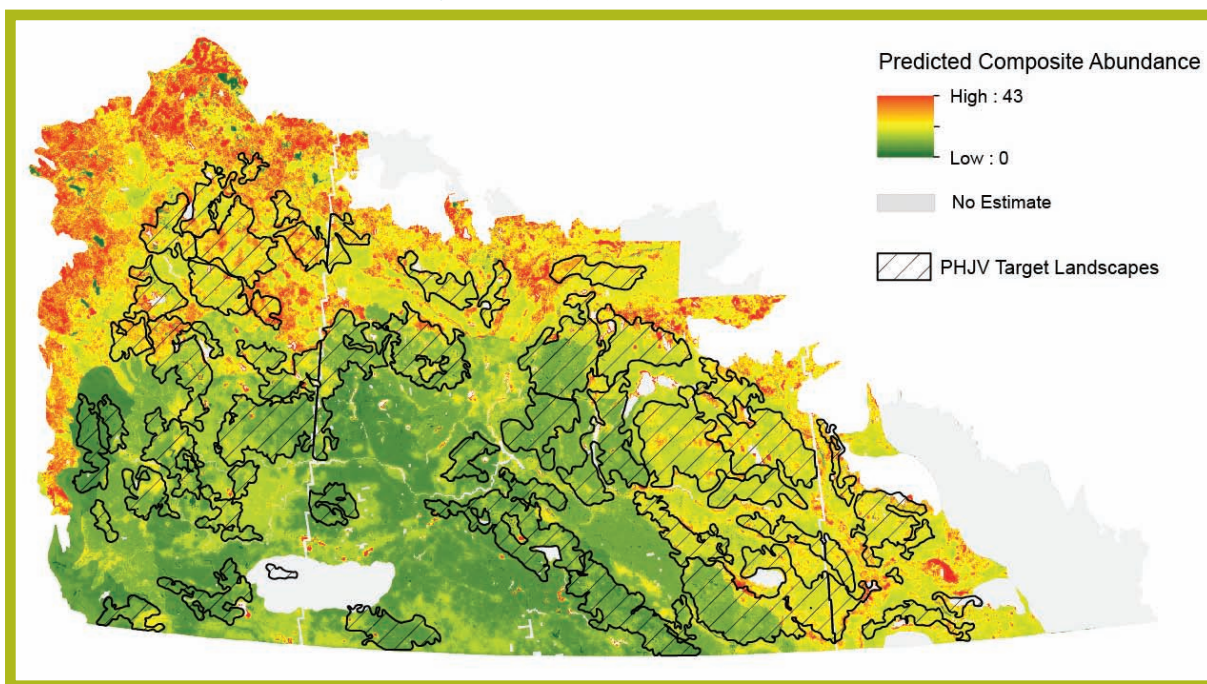 Predicted Composite Abundance
High : 43
Low : 0
No Estimate
PHJV Target Landscapes